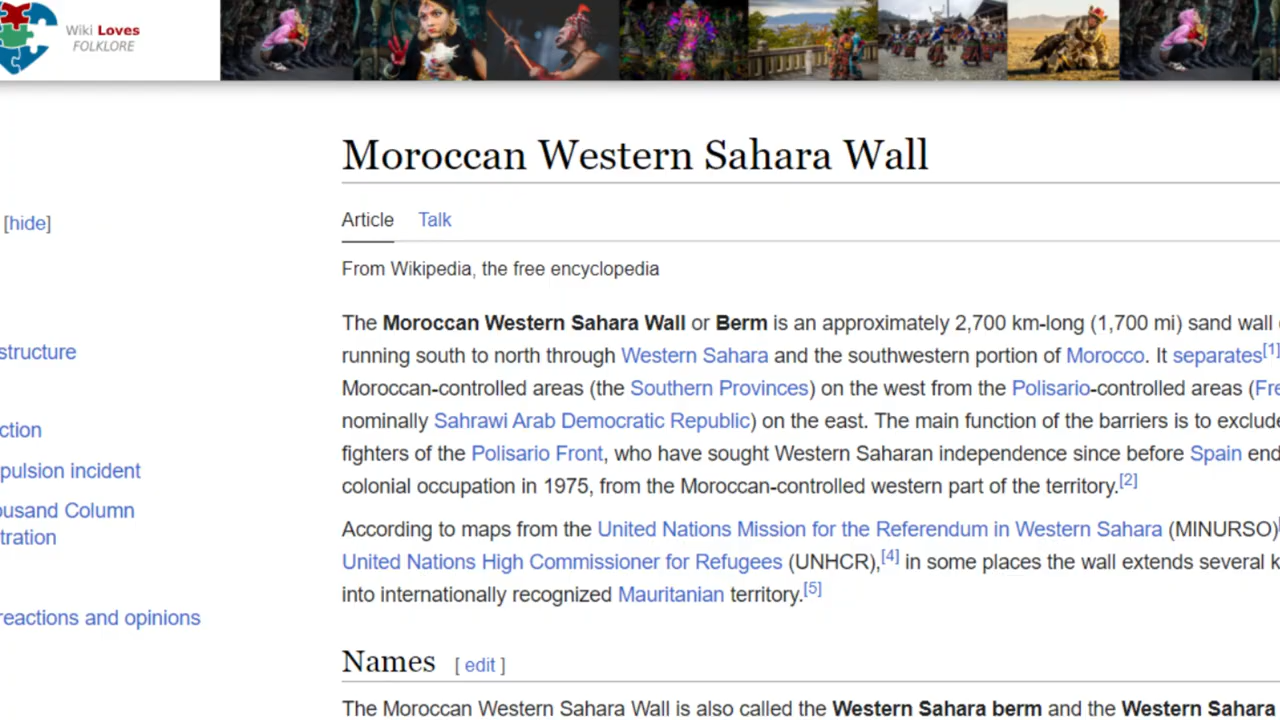 Wiki Loves
FOLKLORE
Moroccan Western Sahara Wall
Article Talk
[hide]
From Wikipedia, the free encyclopedia
The Moroccan Western Sahara Wall or Berm is an approximately 2,700 km-long (1,700 mi) sand wall
structure
running south to north through Western Sahara and the southwestern portion of Morocco. It separates[1]
Moroccan-controlled areas (the Southern Provinces) on the west from the Polisario-controlled areas (Fre
nominally Sahrawi Arab Democratic Republic) on the east. The main function of the barriers is to exclude
ction
fighters of the Polisario Front, who have sought Western Saharan independence since before Spain end
pulsion incident
colonial occupation in 1975, from the Moroccan-controlled western part of the territory.[2]
ousand Column
tration
According to maps from the United Nations Mission for the Referendum in Western Sahara (MINURSO)
United Nations High Commissioner for Refugees (UNHCR),[4] in some places the wall extends several k
into internationally recognized Mauritanian territory.[5]
reactions and opinions
Names [ edit ]
The Moroccan Western Sahara Wall is also called the Western Sahara berm and the Western Sahara